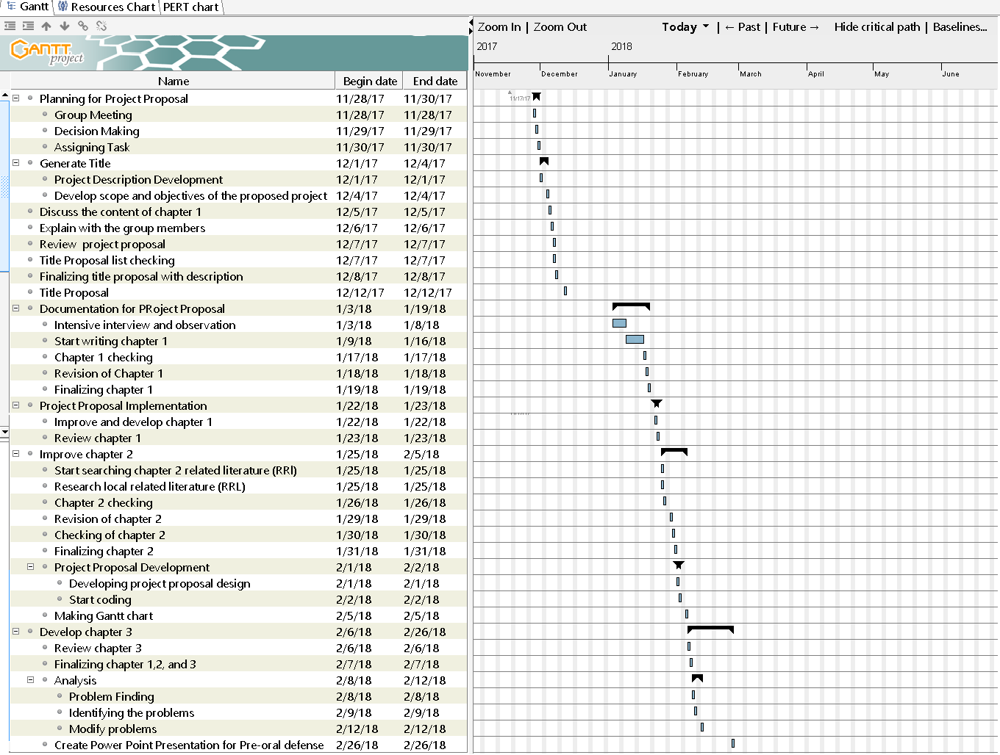 Gantt Resources Chart PERT chart
Zoom In | Zoom Out Today | ← Past | Future → Hide critical path | Baselines...
GANTT project
2017 2018
November December January February March April May June
Name Begin date End date
Planning for Project Proposal 11/28/17 11/30/17
11/17/17
Group Meeting 11/28/17 11/28/17
Decision Making 11/29/17 11/29/17
Assigning Task 11/30/17 11/30/17
Generate Title 12/1/17 12/4/17
Project Description Development 12/1/17 12/1/17
Develop scope and objectives of the proposed project 12/4/17 12/4/17
Discuss the content of chapter 1 12/5/17 12/5/17
Explain with the group members 12/6/17 12/6/17
Review project proposal 12/7/17 12/7/17
Title Proposal list checking 12/7/17 12/7/17
Finalizing title proposal with description 12/8/17 12/8/17
Title Proposal 12/12/17 12/12/17
Documentation for PRoject Proposal 1/3/18 1/19/18
Intensive interview and observation 1/3/18 1/8/18
Start writing chapter 1 1/9/18 1/16/18
Chapter 1 checking 1/17/18 1/17/18
Revision of Chapter 1 1/18/18 1/18/18
Finalizing chapter 1 1/19/18 1/19/18
Project Proposal Implementation 1/22/18 1/23/18
Improve and develop chapter 1 1/22/18 1/22/18
Review chapter 1 1/23/18 1/23/18
Improve chapter 2 1/25/18 2/5/18
Start searching chapter 2 related literature (RRl) 1/25/18 1/25/18
Research local related literature (RRL) 1/25/18 1/25/18
Chapter 2 checking 1/26/18 1/26/18
Revision of chapter 2 1/29/18 1/29/18
Checking of chapter 2 1/30/18 1/30/18
Finalizing chapter 2 1/31/18 1/31/18
Project Proposal Development 2/1/18 2/2/18
Developing project proposal design 2/1/18 2/1/18
Start coding 2/2/18 2/2/18
Making Gantt chart 2/5/18 2/5/18
Develop chapter 3 2/6/18 2/26/18
Review chapter 3 2/6/18 2/6/18
Finalizing chapter 1,2, and 3 2/7/18 2/7/18
Analysis 2/8/18 2/12/18
Problem Finding 2/8/18 2/8/18
Identifying the problems 2/9/18 2/9/18
Modify problems 2/12/18 2/12/18
Create Power Point Presentation for Pre-oral defense 2/26/18 2/26/18